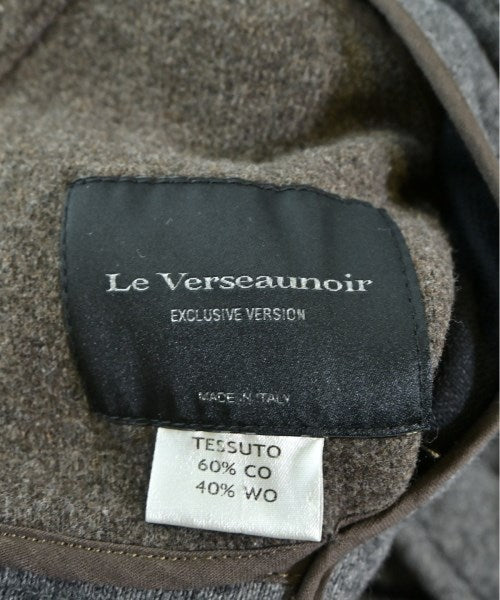 Le Verseaunoir
EXCLUSIVE VERSION
MADE IN ITALY
TESSUTO
60% CO
40% WO